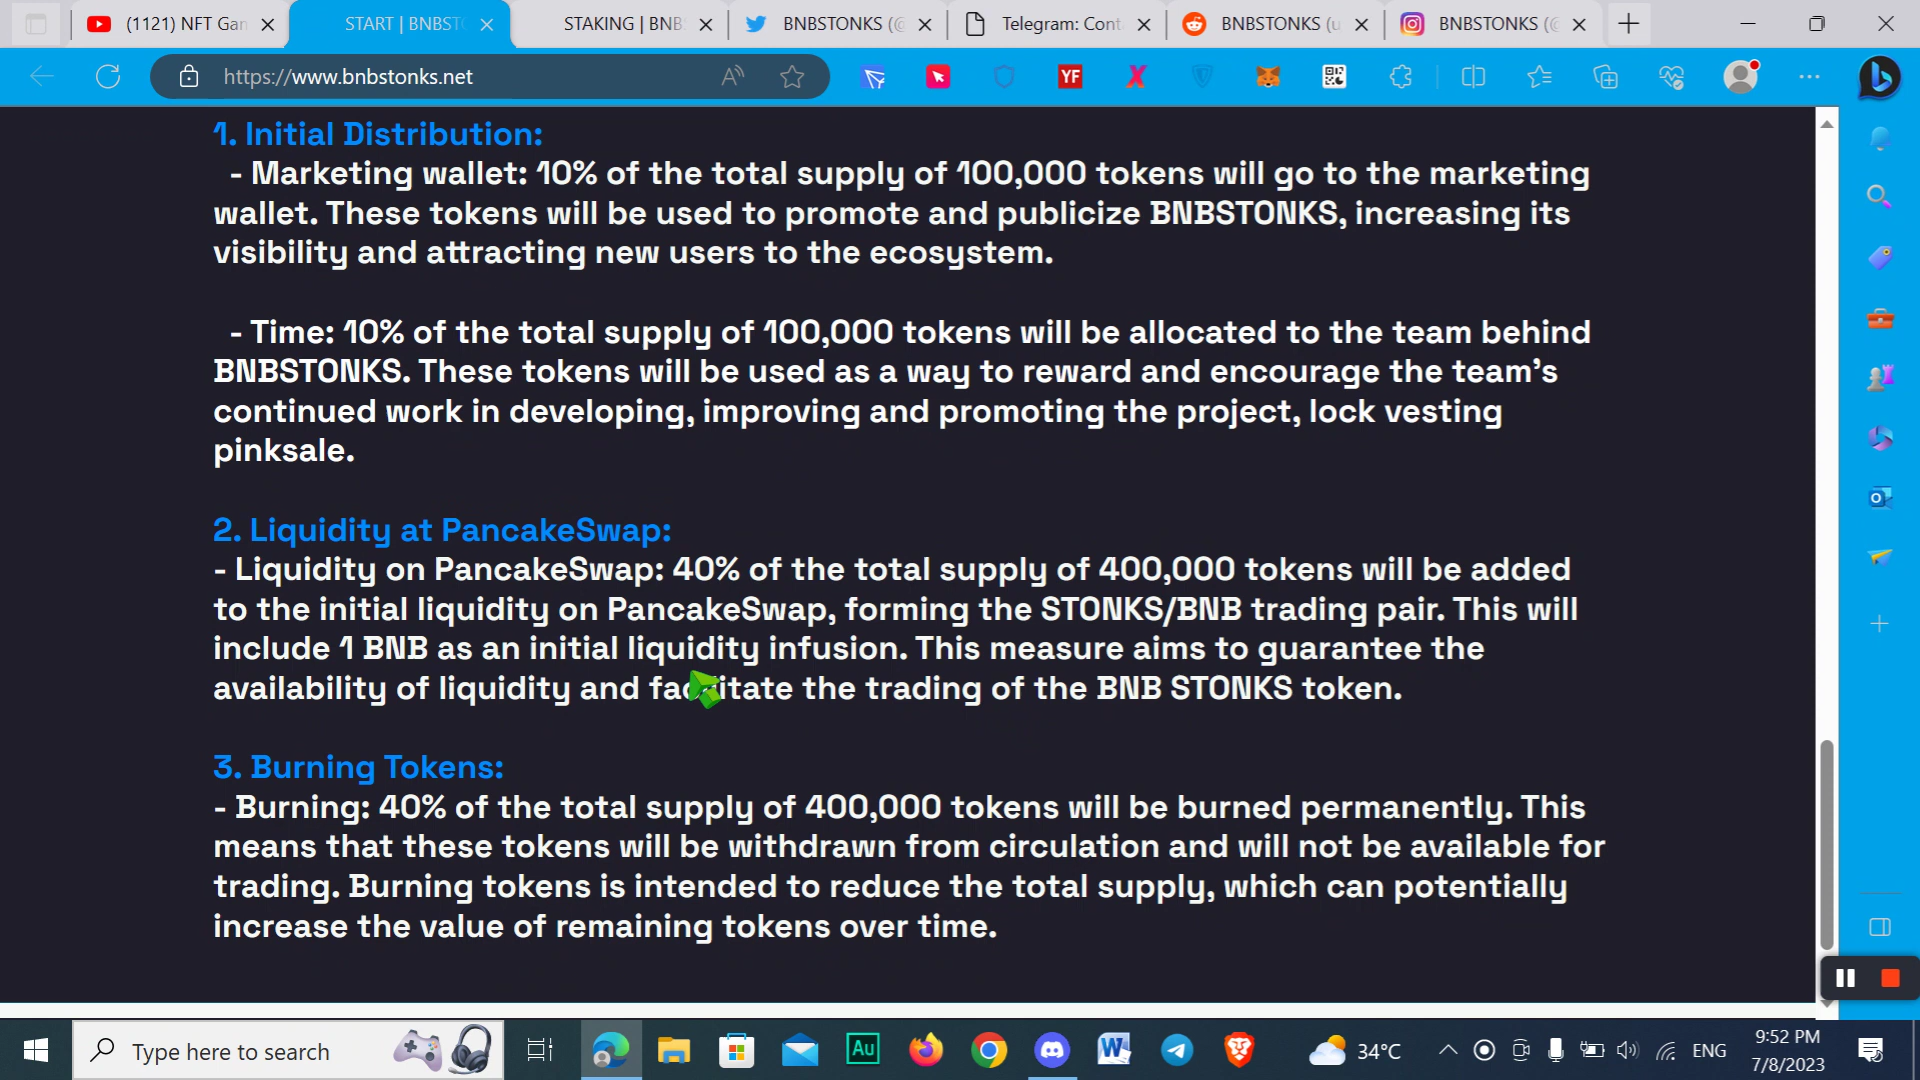 (1121) NFT Gan
START | BNBST
STAKING | BNB
BNBSTONKS (@
Telegram: Cont
BNBSTONKS (u
BNBSTONKS (@
https://www.bnbstonks.net
YF
1. Initial Distribution:
- Marketing wallet: 10% of the total supply of 100,000 tokens will go to the marketing
wallet. These tokens will be used to promote and publicize BNBSTONKS, increasing its
visibility and attracting new users to the ecosystem.
- Time: 10% of the total supply of 100,000 tokens will be allocated to the team behind
BNBSTONKS. These tokens will be used as a way to reward and encourage the team's
continued work in developing, improving and promoting the project, lock vesting
pinksale.
2. Liquidity at PancakeSwap:
- Liquidity on PancakeSwap: 40% of the total supply of 400,000 tokens will be added
to the initial liquidity on PancakeSwap, forming the STONKS/BNB trading pair. This will
include 1 BNB as an initial liquidity infusion. This measure aims to guarantee the
availability of liquidity and facilitate the trading of the BNB STONKS token.
3. Burning Tokens:
- Burning: 40% of the total supply of 400,000 tokens will be burned permanently. This
means that these tokens will be withdrawn from circulation and will not be available for
trading. Burning tokens is intended to reduce the total supply, which can potentially
increase the value of remaining tokens over time.
Type here to search
Au
W
34°C
ENG
9:52 PM
7/8/2023